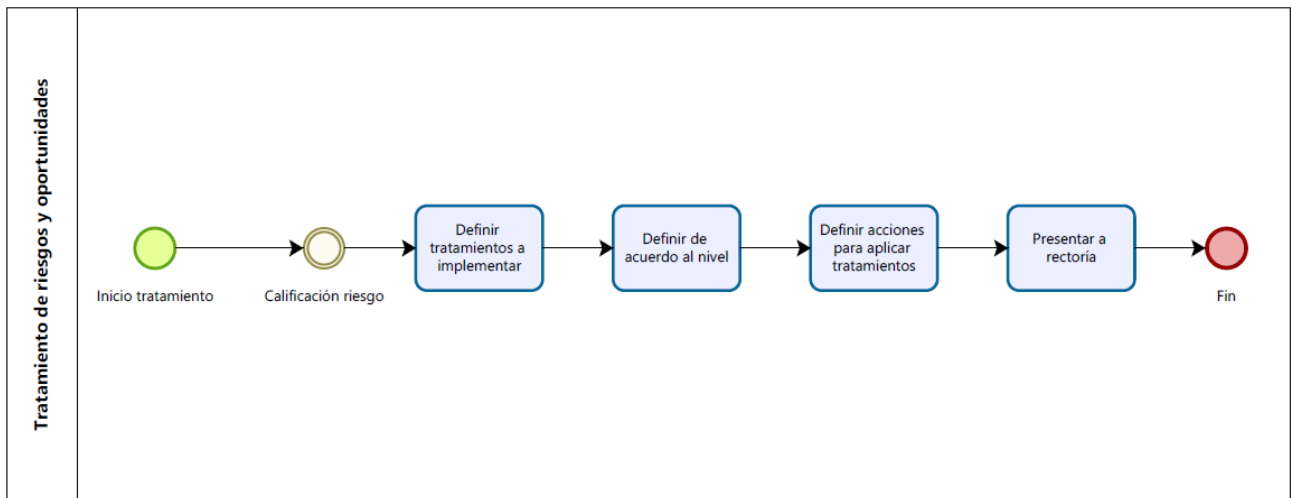 Tratamiento de riesgos y oportunidades
Inicio tratamiento
Calificación riesgo
Definir
tratamientos a
implementar
Definir de
acuerdo al nivel
Definir acciones
para aplicar
tratamientos
Presentar a
rectoría
Fin